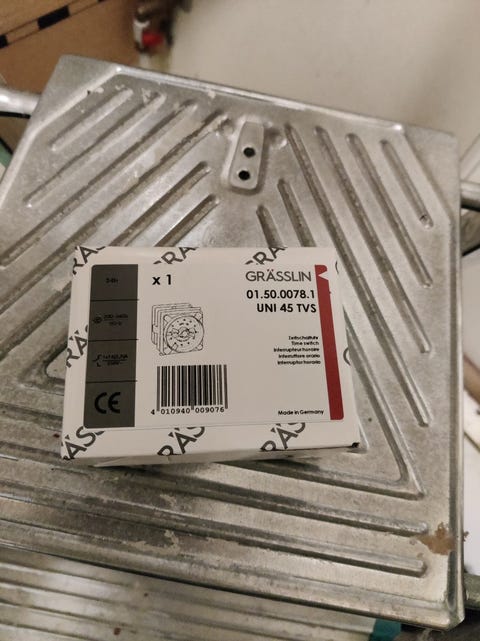 24h
x 1
GRÄSSLIN
01.50.0078.1
UNI 45 TVS
Zeitschaltuhr
Time switch
Interrupteur horaire
Interruttore orario
Interruptor horario
CE
4 010940 009076
Made in Germany
GRÄSSLIN